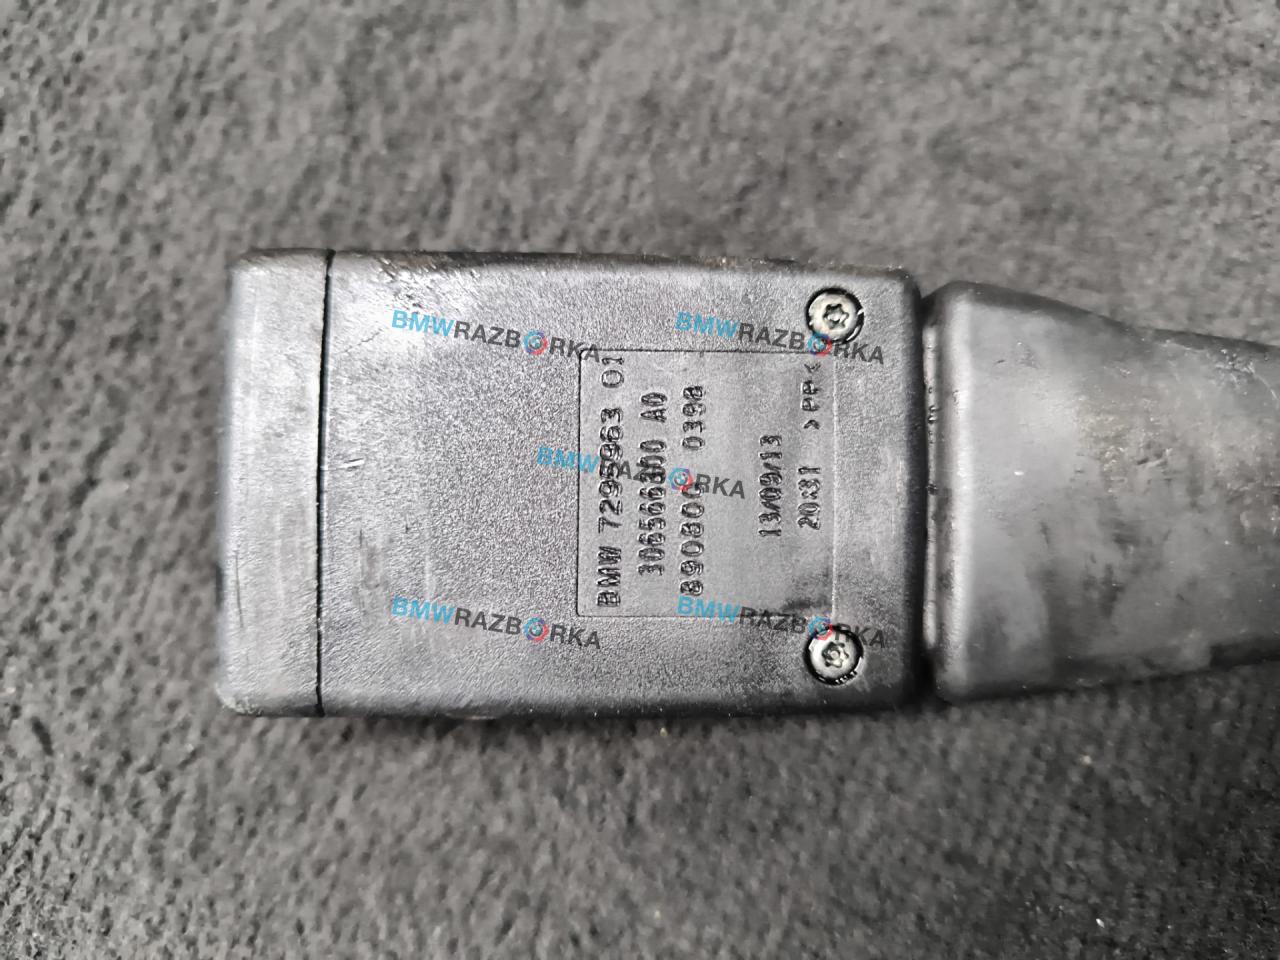 BMW 7295963 01
306566300 A0
890800 0398
13/09/13
20:31 >PP<
BMWRAZBORKA
BMWRAZBORKA
BMWRAZBORKA
BMWRAZBORKA
BMWRAZBORKA